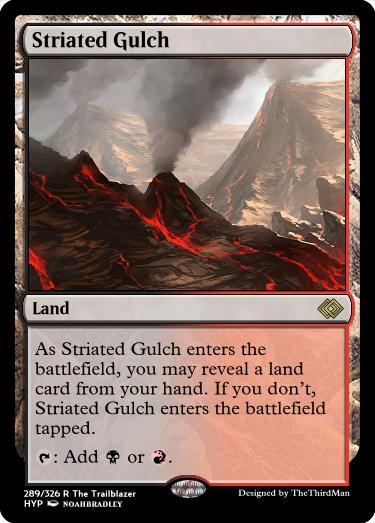 Striated Gulch
Land
As Striated Gulch enters the
battlefield, you may reveal a land
card from your hand. If you don't,
Striated Gulch enters the battlefield
tapped.
: Add or .
289/326 R The Trailblazer
HYP NOAHBRADLEY
Designed by TheThirdMan